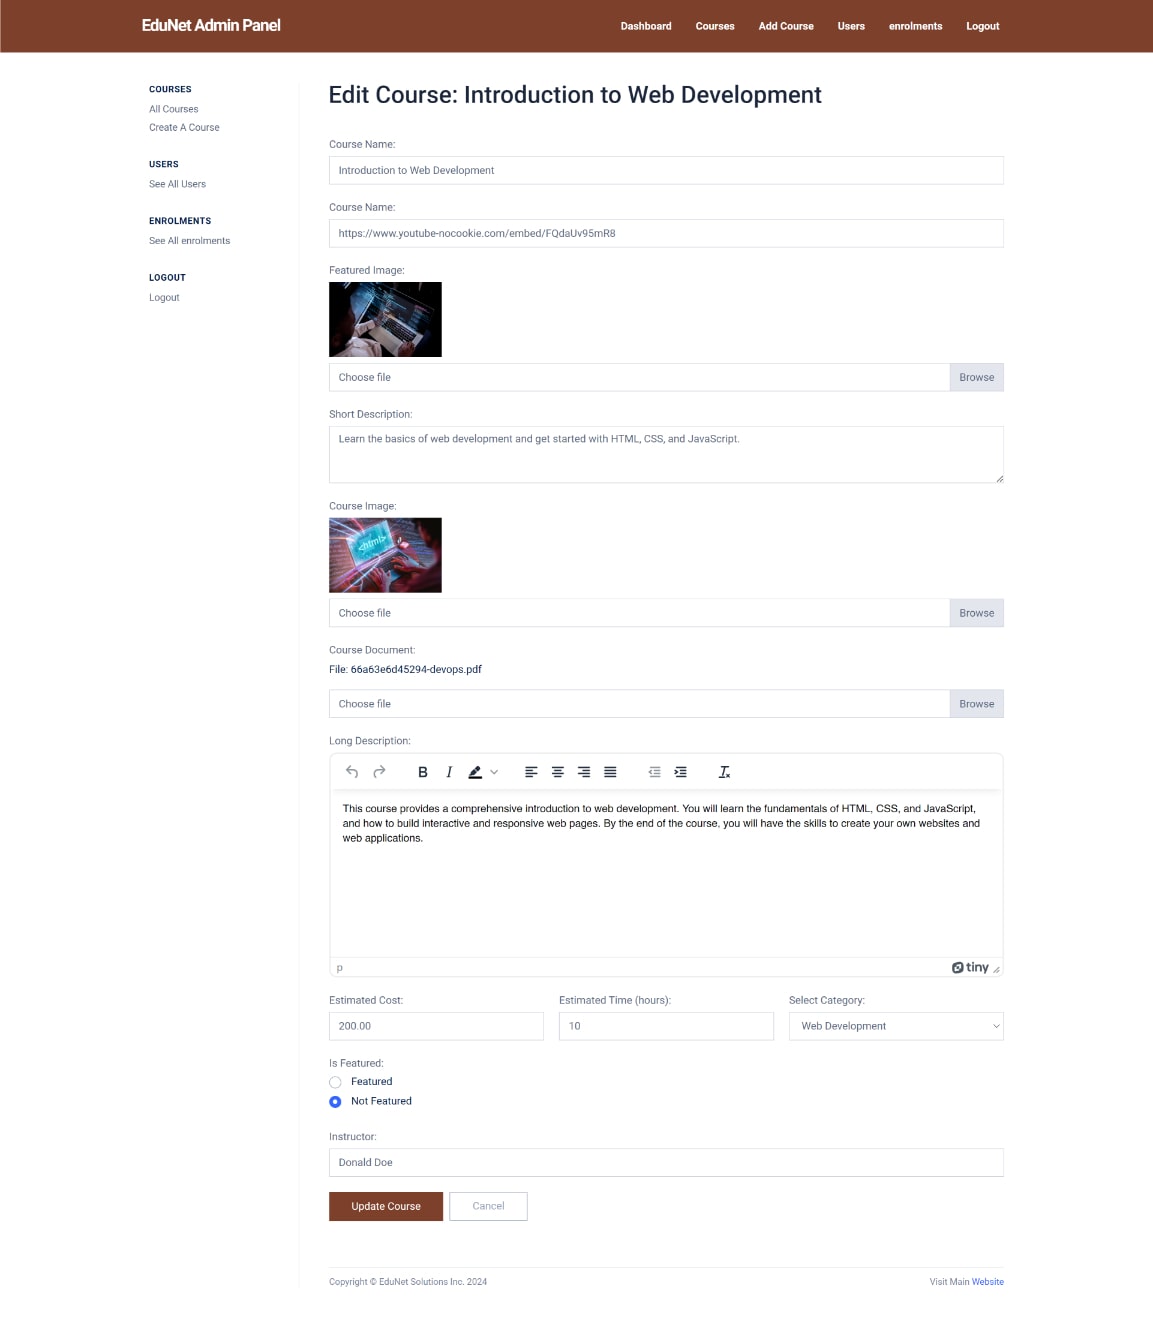 EduNet Admin Panel
Dashboard Courses Add Course Users enrolments Logout
COURSES
All Courses
Create A Course
USERS
See All Users
ENROLMENTS
See All enrolments
LOGOUT
Logout
Edit Course: Introduction to Web Development
Course Name:
Introduction to Web Development
Course Name:
https://www.youtube-nocookie.com/embed/FQdaUv95mR8
Featured Image:
Choose file Browse
Short Description:
Learn the basics of web development and get started with HTML, CSS, and JavaScript.
Course Image:
<html>
Choose file Browse
Course Document:
File: 66a63e6d45294-devops.pdf
Choose file Browse
Long Description:
B I
This course provides a comprehensive introduction to web development. You will learn the fundamentals of HTML, CSS, and JavaScript,
and how to build interactive and responsive web pages. By the end of the course, you will have the skills to create your own websites and
web applications.
p tiny
Estimated Cost: Estimated Time (hours): Select Category:
200.00 10 Web Development
Is Featured:
Featured
Not Featured
Instructor:
Donald Doe
Update Course Cancel
Copyright © EduNet Solutions Inc. 2024 Visit Main Website